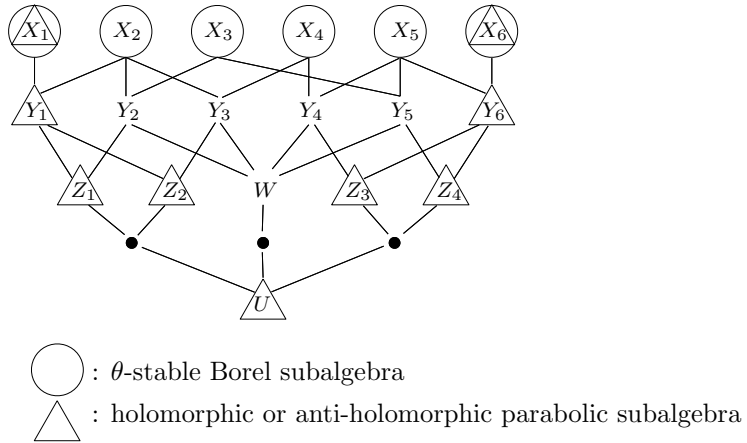 X₁ X₂ X₃ X₄ X₅ X₆
Y₁ Y₂ Y₃ Y₄ Y₅ Y₆
Z₁ Z₂ W Z₃ Z₄
U
: θ-stable Borel subalgebra
: holomorphic or anti-holomorphic parabolic subalgebra